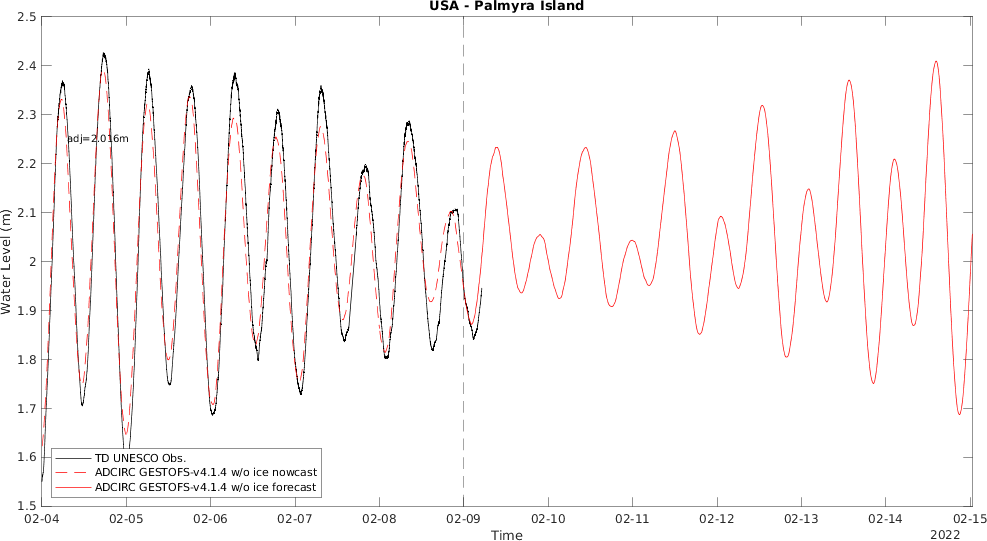 USA - Palmyra Island
2.5
2.4
2.3
2.2
2.1
2
1.9
1.8
1.7
1.6
1.5
Water Level (m)
adj=2.016m
TD UNESCO Obs.
ADCIRC GESTOFS-v4.1.4 w/o ice nowcast
ADCIRC GESTOFS-v4.1.4 w/o ice forecast
02-04 02-05 02-06 02-07 02-08 02-09 02-10 02-11 02-12 02-13 02-14 02-15
Time
2022